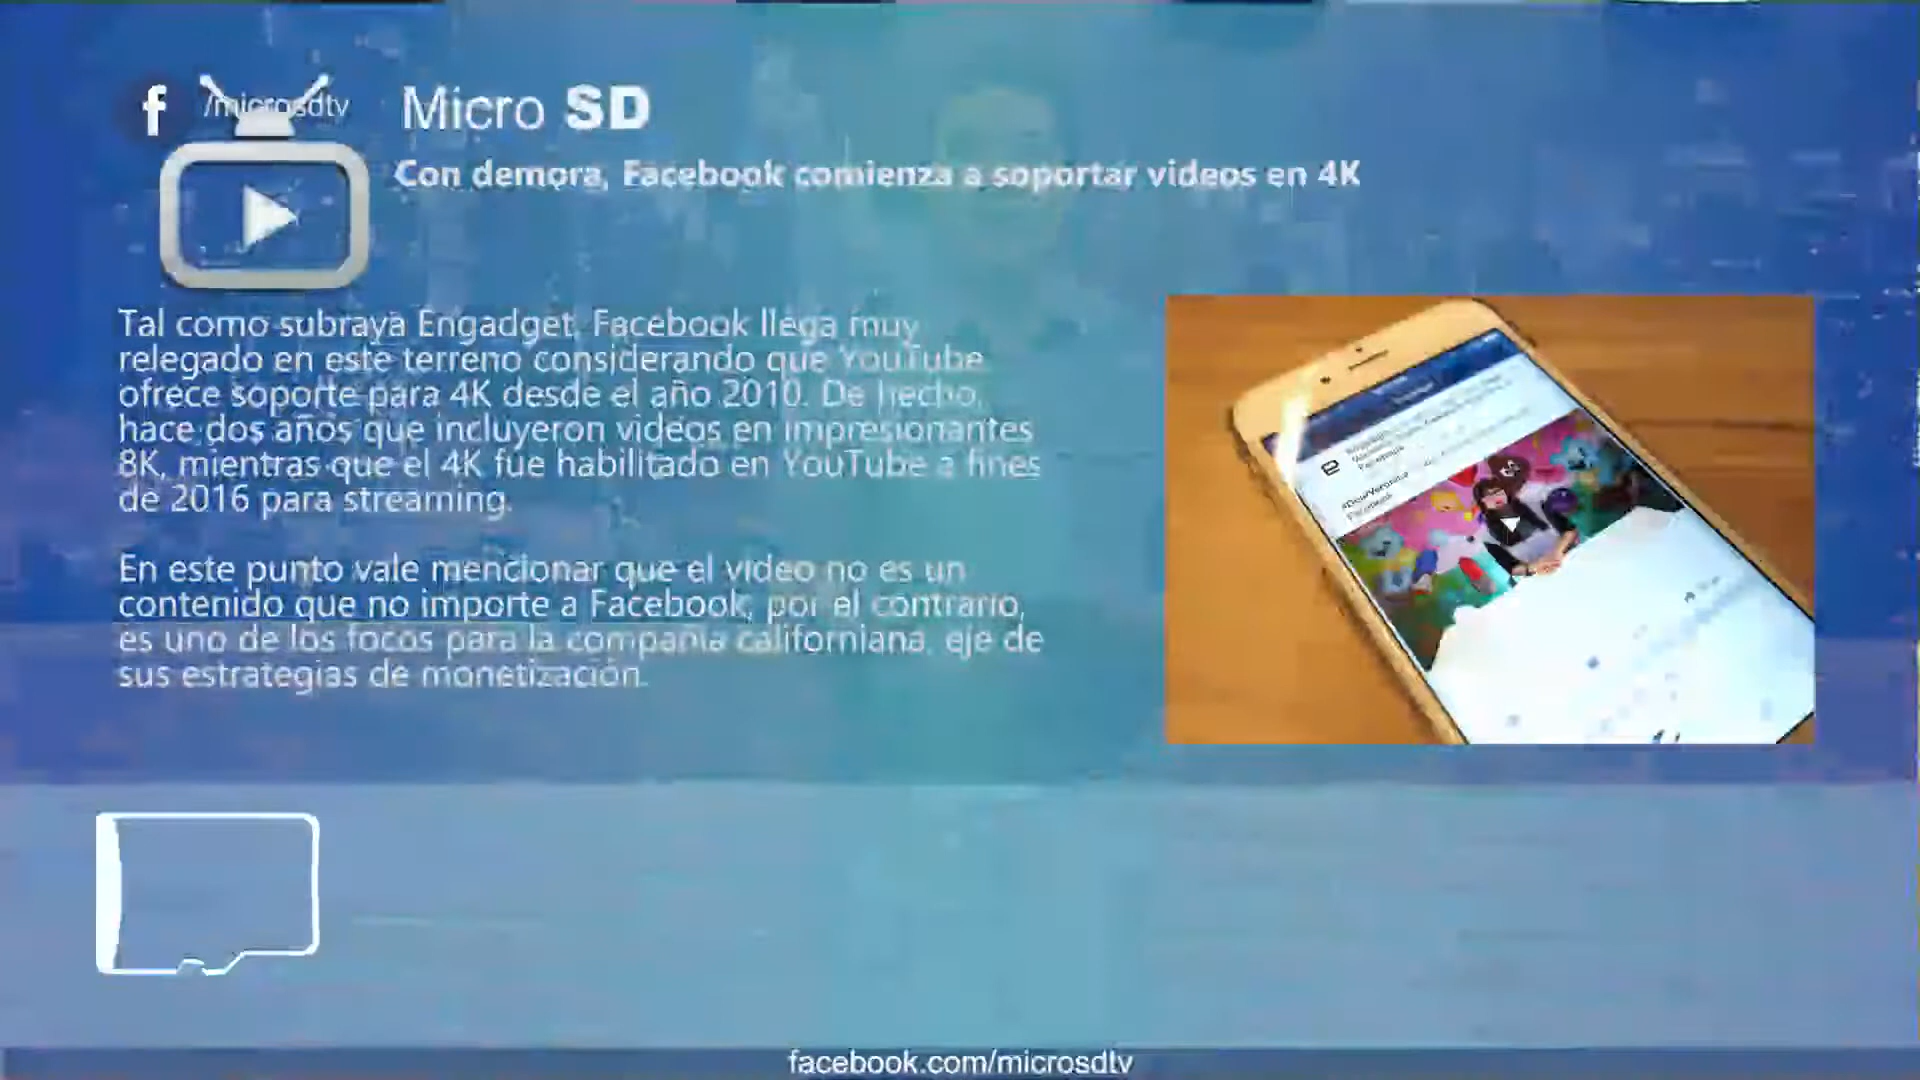 /microsdtv
Micro SD
Con demora, Facebook comienza a soportar videos en 4K
Tal como subraya Engadget, Facebook llega muy
relegado en este terreno considerando que YouTube
ofrece soporte para 4K desde el año 2010. De hecho,
hace dos años que incluyeron videos en impresionantes
8K, mientras que el 4K fue habilitado en YouTube a fines
de 2016 para streaming.
En este punto vale mencionar que el video no es un
contenido que no importe a Facebook, por el contrario,
es uno de los focos para la compañía californiana, eje de
sus estrategias de monetización.
facebook.com/microsdtv